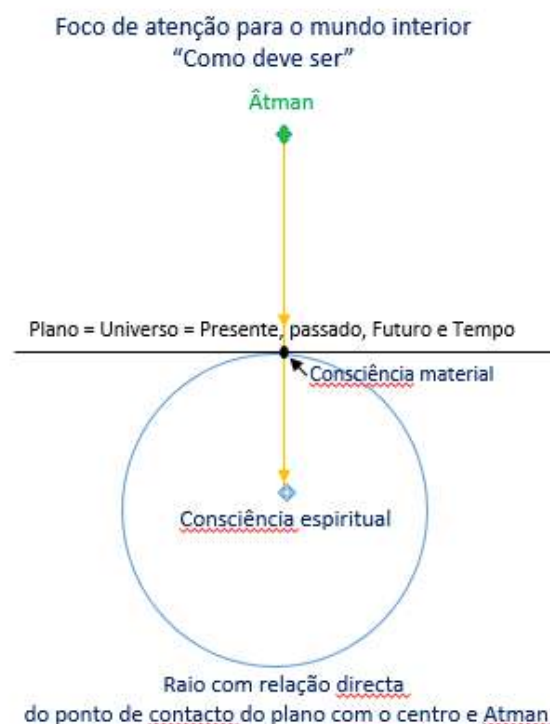 Foco de atenção para o mundo interior
“Como deve ser”
Âtman
Plano = Universo = Presente, passado, Futuro e Tempo
Consciência material
Consciência espiritual
Raio com relação directa
do ponto de contacto do plano com o centro e Atman